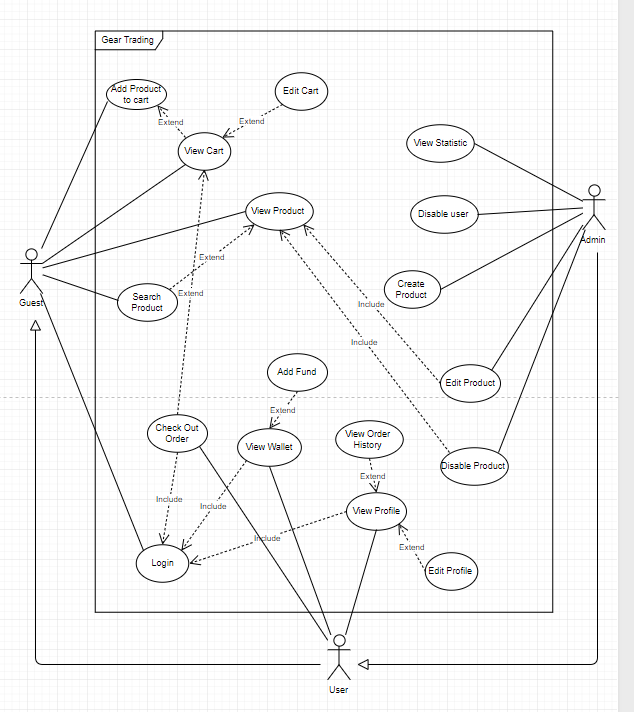 Gear Trading
Add Product
to cart
Edit Cart
Extend
Extend
View Cart
View Statistic
View Product
Disable user
Admin
Extend
Guest
Search
Product
Extend
Create
Product
Include
Include
Add Fund
Edit Product
Extend
Check Out
Order
View Wallet
View Order
History
Disable Product
Extend
Include
Include
View Profile
Include
Extend
Login
Edit Profile
User